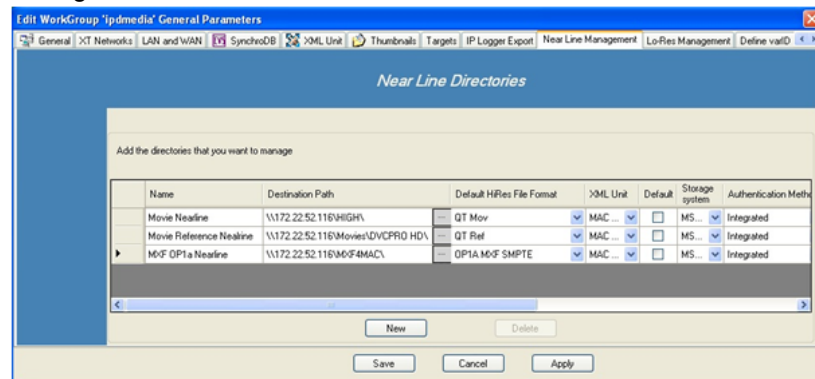 Edit WorkGroup 'ipdmedia' General Parameters
General XT Networks LAN and WAN SynchroDB XML Unit Thumbnails Targets IP Logger Export Near Line Management Lo-Res Management Define varID
Near Line Directories
Add the directories that you want to manage
Name Destination Path Default HiRes File Format XML Unit Default Storage system Authentication Metho
Movie Nearline \\172.22.52.116\HIGH\ ... QT Mov MAC ... MS... Integrated
Movie Reference Nealrine \\172.22.52.116\Movies\DVCPRO HD\ ... QT Ref MAC ... MS... Integrated
MXF OP1a Nearline \\172.22.52.116\MXF4MAC\ ... OP1A MXF SMPTE MAC ... MS... Integrated
New Delete
Save Cancel Apply